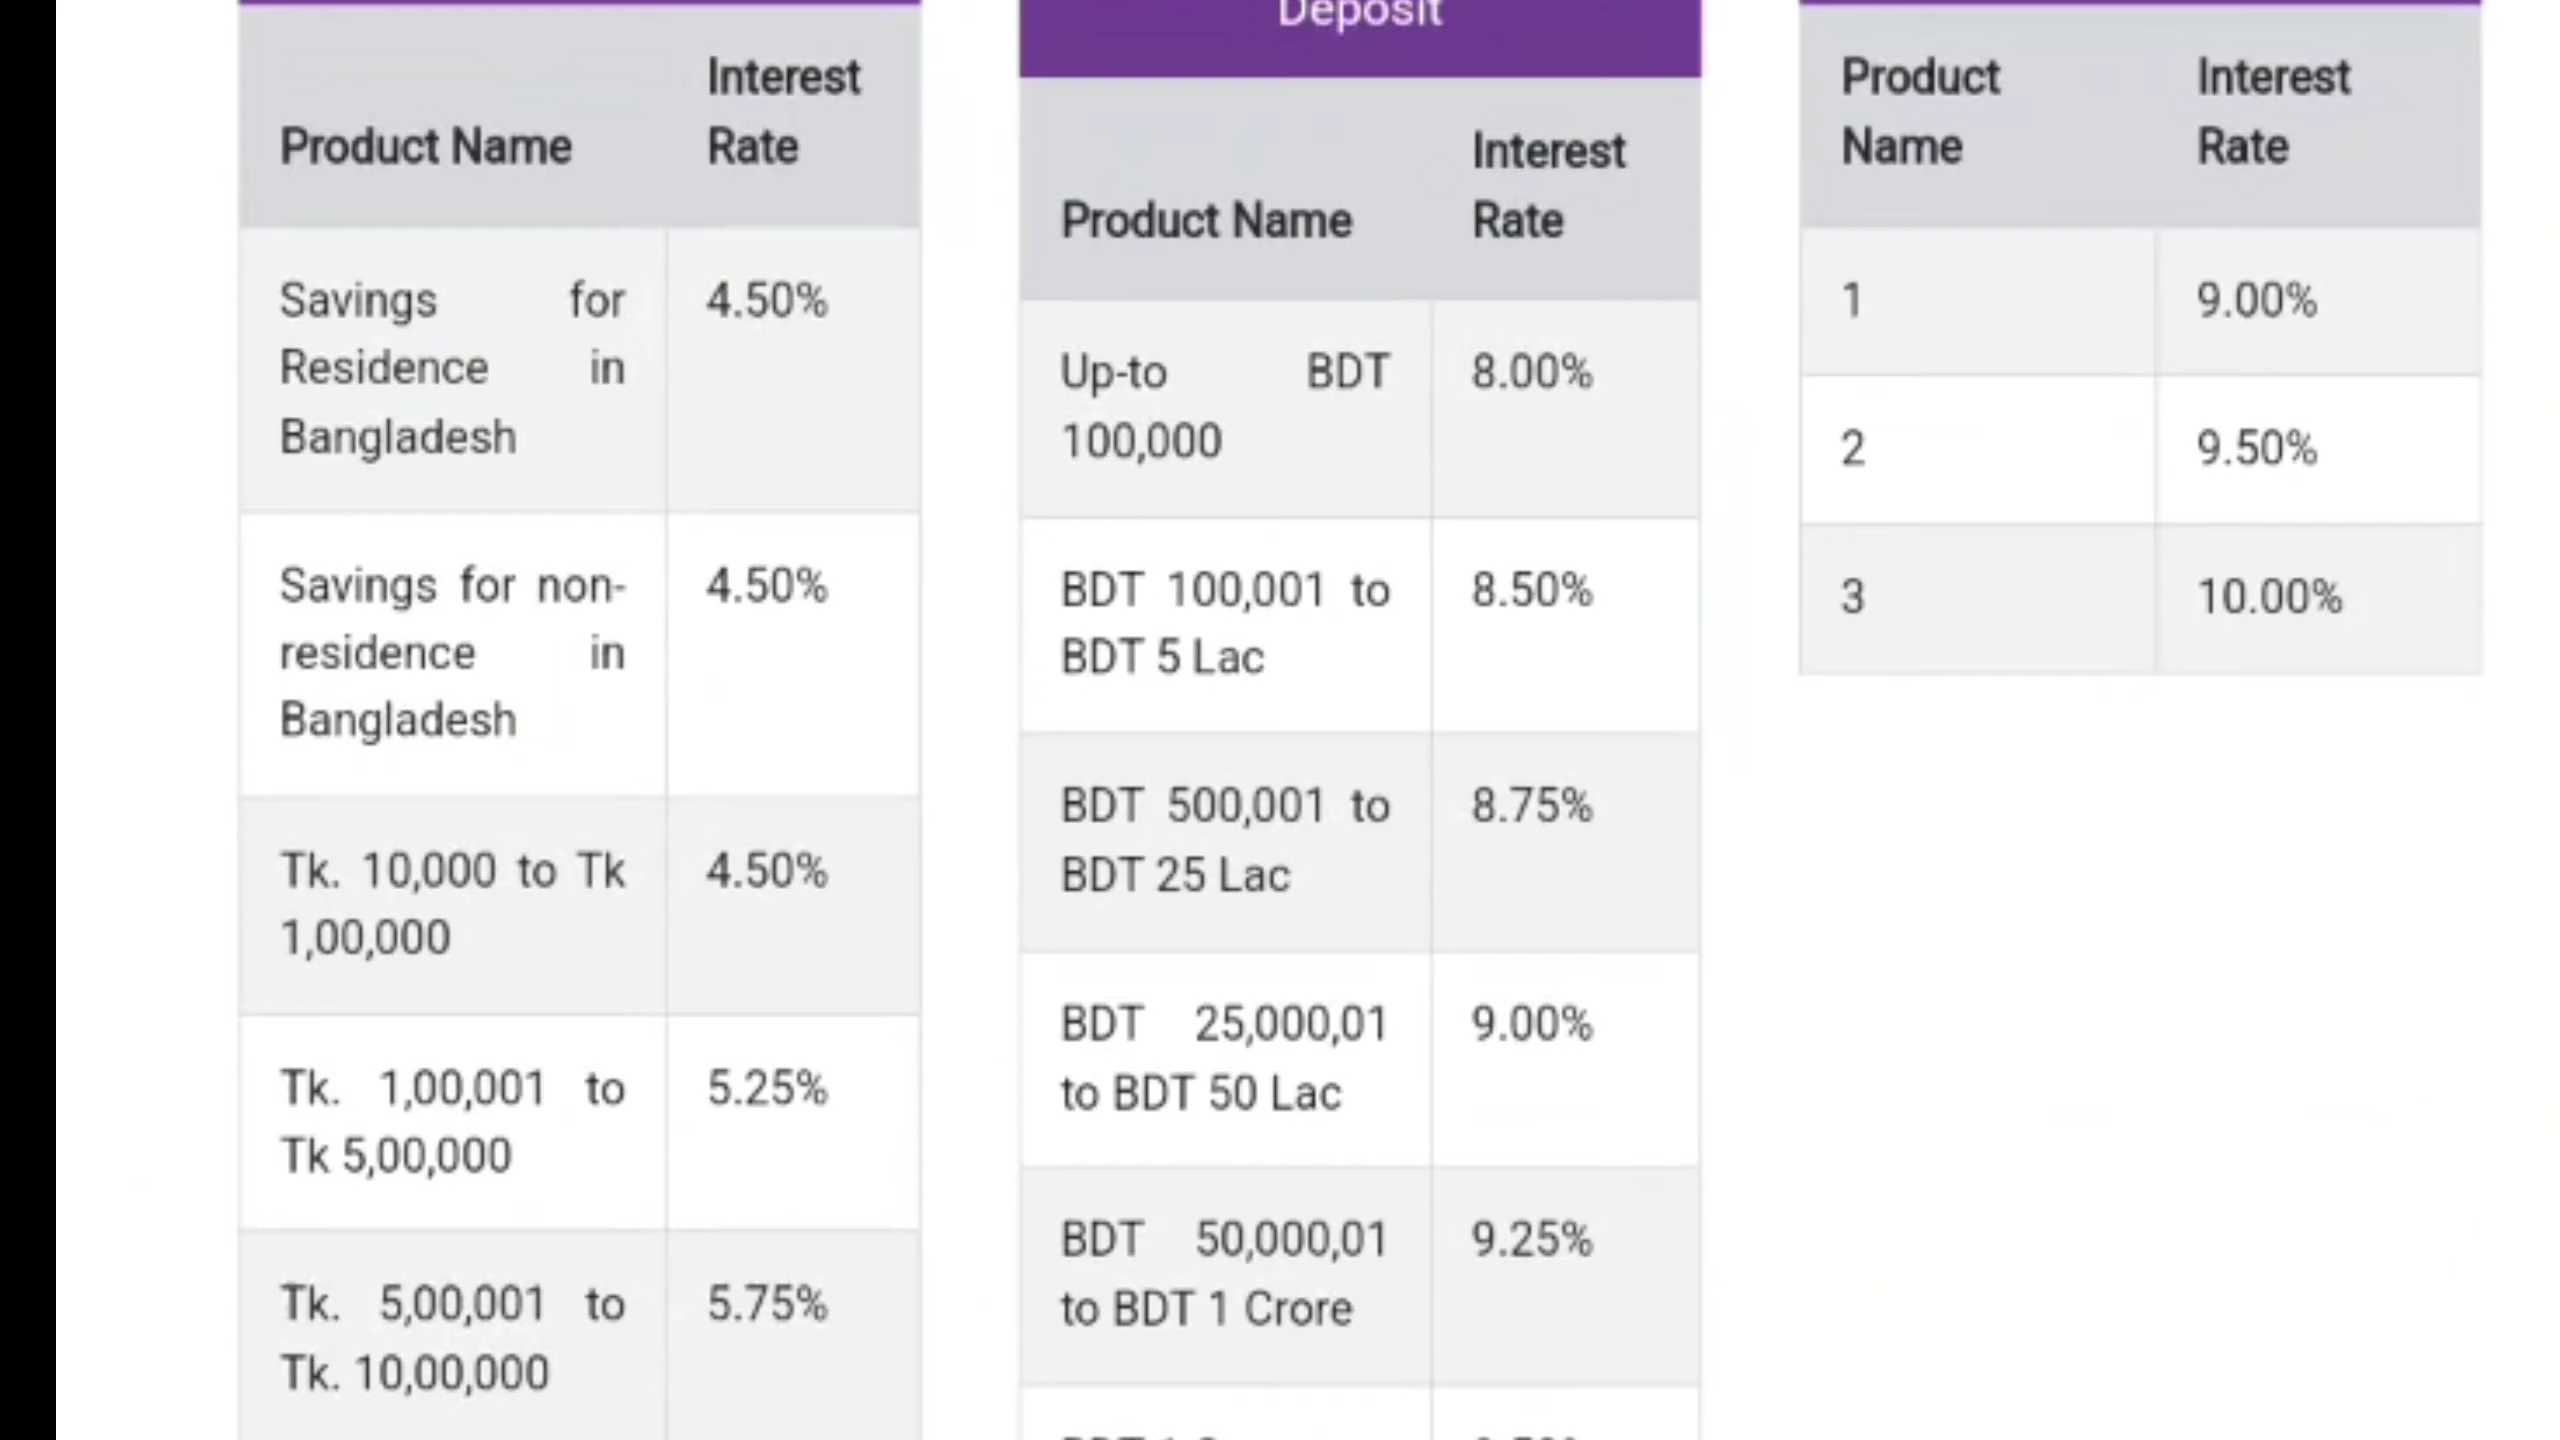 Product Name
Interest
Rate
Savings for
Residence in
Bangladesh
4.50%
Savings for non-
residence in
Bangladesh
4.50%
Tk. 10,000 to Tk
1,00,000
4.50%
Tk. 1,00,001 to
Tk 5,00,000
5.25%
Tk. 5,00,001 to
Tk. 10,00,000
5.75%
Deposit
Product Name
Interest
Rate
Up-to BDT
100,000
8.00%
BDT 100,001 to
BDT 5 Lac
8.50%
BDT 500,001 to
BDT 25 Lac
8.75%
BDT 25,000,01
to BDT 50 Lac
9.00%
BDT 50,000,01
to BDT 1 Crore
9.25%
Product
Name
Interest
Rate
1
9.00%
2
9.50%
3
10.00%